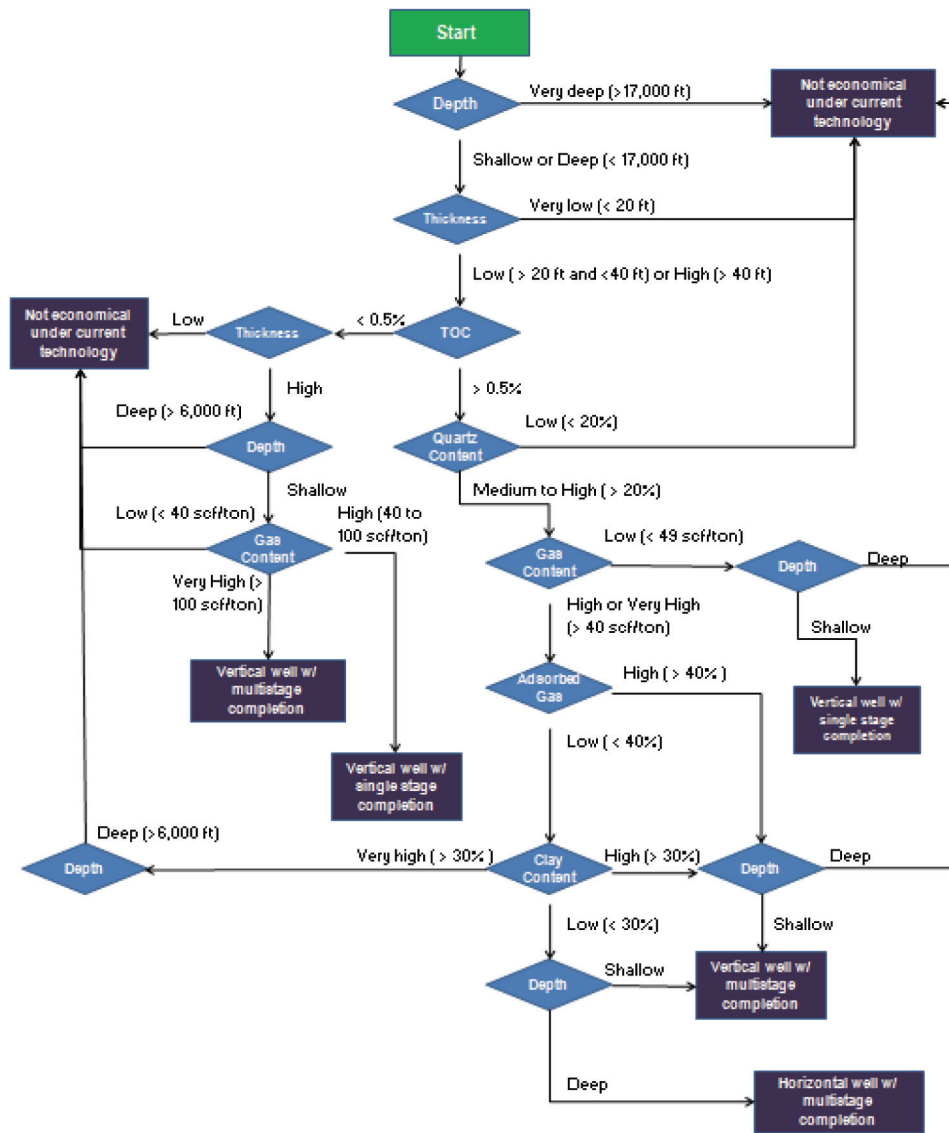 Start
Depth
Very deep (>17,000 ft)
Not economical
under current
technology
Shallow or Deep (< 17,000 ft)
Thickness
Very low (< 20 ft)
Low ( > 20 ft and <40 ft) or High (> 40 ft)
Not economical
under current
technology
Low
Thickness
< 0.5%
TOC
High
> 0.5%
Deep (> 6,000 ft)
Depth
Quartz
Content
Low (< 20%)
Shallow
Medium to High (> 20%)
Low (< 40 scf/ton)
High (40 to
100 scf/ton)
Gas
Content
Gas
Content
Low (< 49 scf/ton)
Depth
Deep
Very High (>
100 scf/ton)
High or Very High
(> 40 scf/ton)
Shallow
Vertical well w/
multistage
completion
Adsorbed
Gas
High (> 40% )
Vertical well w/
single stage
completion
Low (< 40%)
Vertical well w/
single stage
completion
Deep (>6,000 ft)
Depth
Very high ( > 30% )
Clay
Content
High (> 30%)
Depth
Deep
Low (< 30%)
Shallow
Depth
Shallow
Vertical well w/
multistage
completion
Deep
Horizontal well w/
multistage
completion